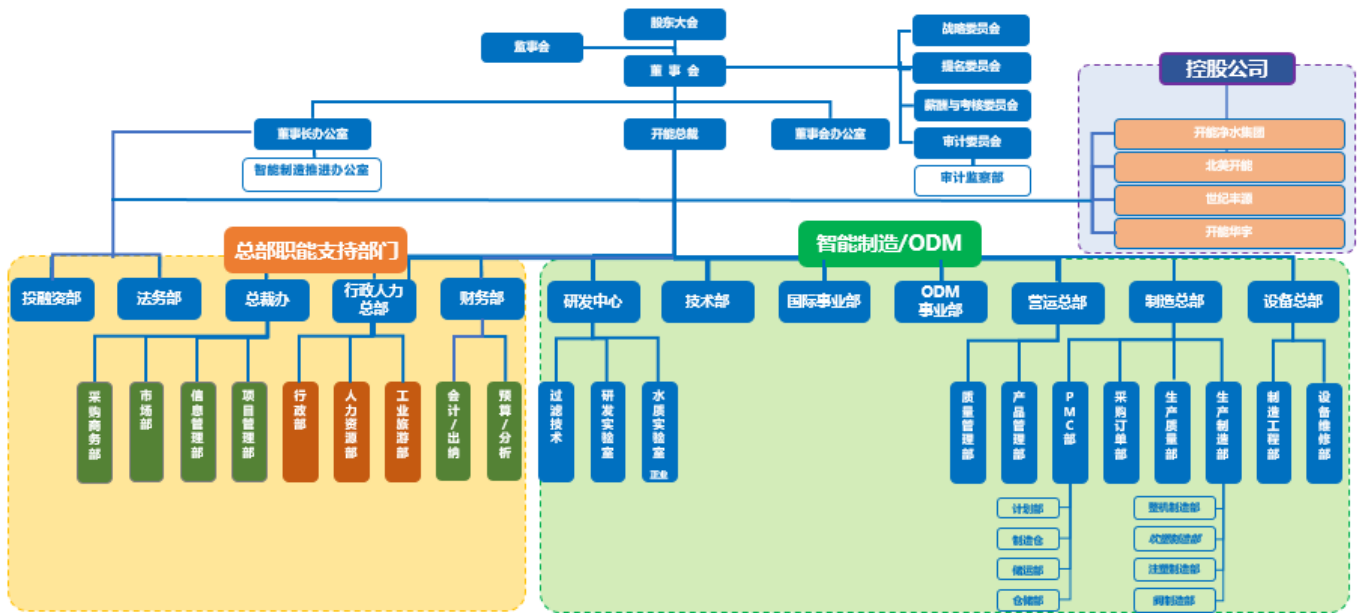 股东大会
监事会
董 事 会
战略委员会
提名委员会
薪酬与考核委员会
审计委员会
审计监察部
控股公司
开能净水集团
北美开能
世纪丰源
开能华宇
董事长办公室
智能制造推进办公室
开能总裁
董事会办公室
总部职能支持部门
投融资部
法务部
总裁办
行政人力
总部
财务部
采购商务部
市场部
信息管理部
项目管理部
行政部
人力资源部
工业旅游部
会计/出纳
预算/分析
智能制造/ODM
研发中心
技术部
国际事业部
ODM
事业部
营运总部
制造总部
设备总部
过滤技术
研发实验室
水质实验室
正业
质量管理部
产品管理部
PMC部
采购订单部
生产质量部
生产制造部
制造工程部
设备维修部
计划部
制造仓
储运部
仓储部
整机制造部
吹塑制造部
注塑制造部
阀制造部